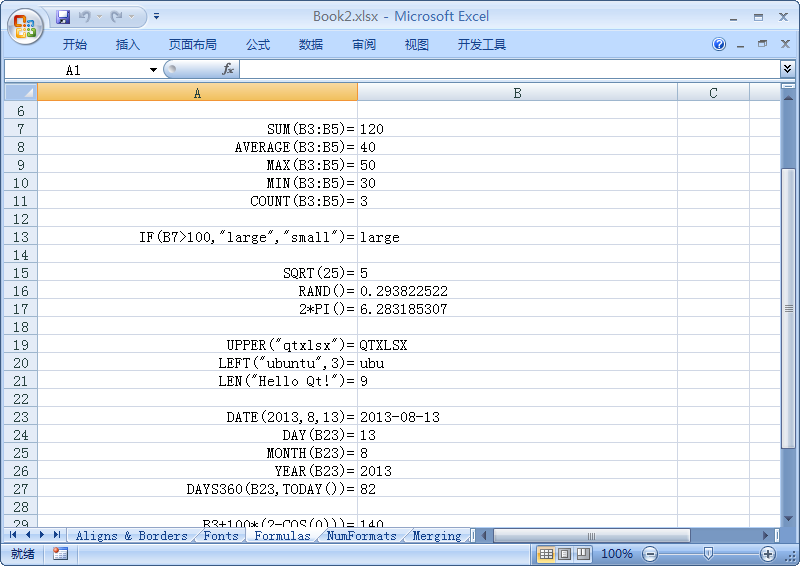 Book2.xlsx - Microsoft Excel
开始 插入 页面布局 公式 数据 审阅 视图 开发工具
A1 fx
A B C
6
7 SUM(B3:B5)= 120
8 AVERAGE(B3:B5)= 40
9 MAX(B3:B5)= 50
10 MIN(B3:B5)= 30
11 COUNT(B3:B5)= 3
12
13 IF(B7>100,"large","small")= large
14
15 SQRT(25)= 5
16 RAND()= 0.293822522
17 2*PI()= 6.283185307
18
19 UPPER("qtxlsx")= QTXLSX
20 LEFT("ubuntu",3)= ubu
21 LEN("Hello Qt!")= 9
22
23 DATE(2013,8,13)= 2013-08-13
24 DAY(B23)= 13
25 MONTH(B23)= 8
26 YEAR(B23)= 2013
27 DAYS360(B23,TODAY())= 82
28
29 B3+100*(2-COS(0)))= 140
Aligns & Borders Fonts Formulas NumFormats Merging
就绪 100%